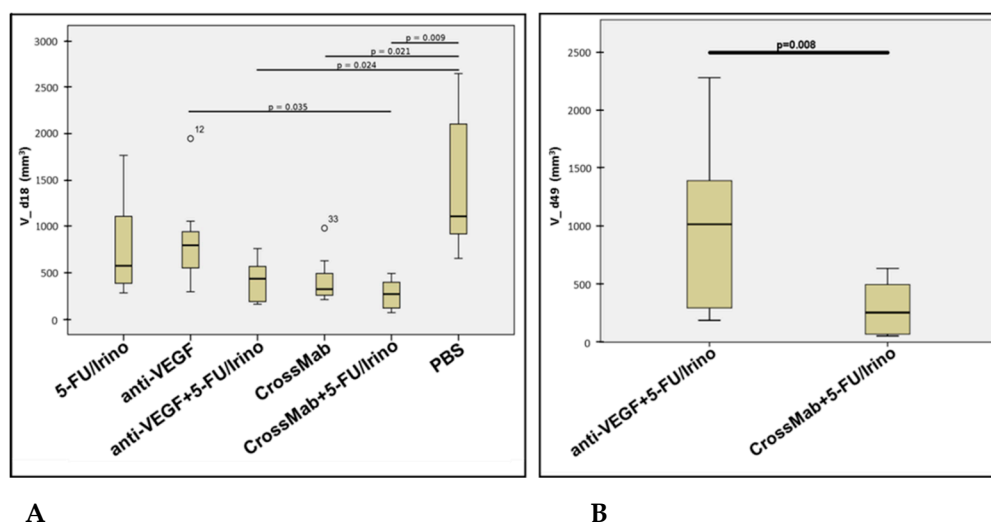 3000
2500
2000
1500
1000
500
0
V_d18 (mm³)
p = 0.009
p = 0.021
p = 0.024
p = 0.035
12
33
5-FU/Irino
anti-VEGF
anti-VEGF+5-FU/Irino
CrossMab
CrossMab+5-FU/Irino
PBS
A
2500
2000
1500
1000
500
0
V_d49 (mm³)
p=0.008
anti-VEGF+5-FU/Irino
CrossMab+5-FU/Irino
B